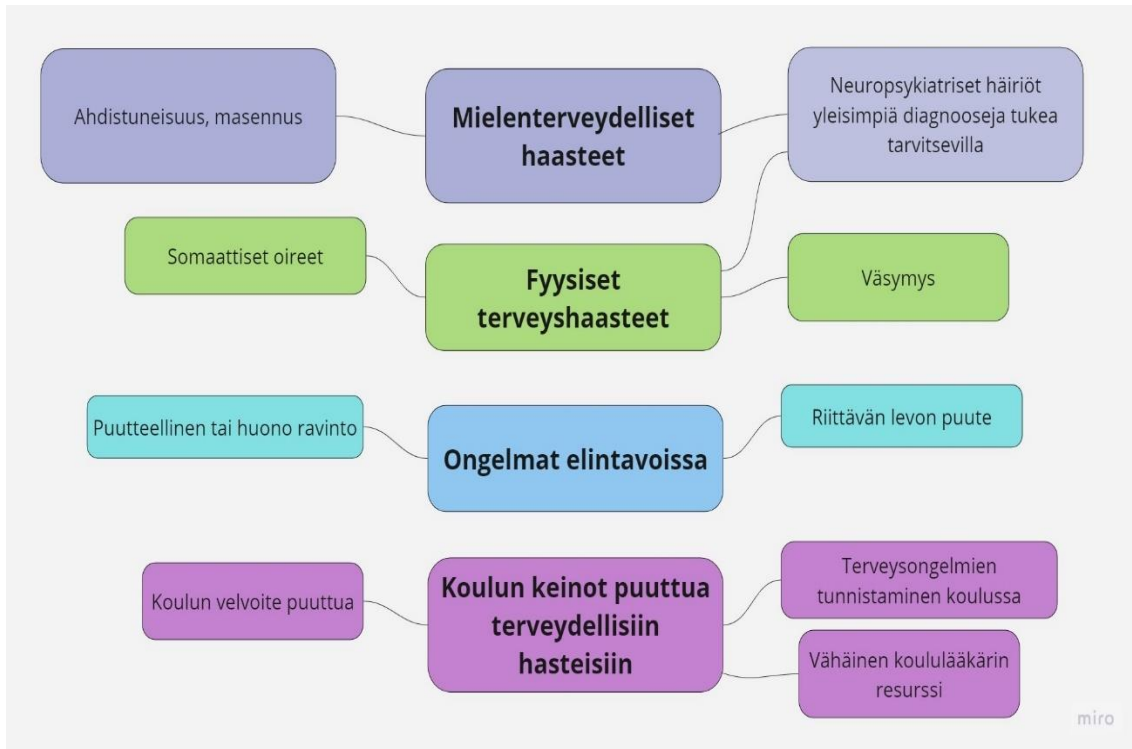 Ahdistuneisuus, masennus
Mielenterveydelliset
haasteet
Neuropsykiatriset häiriöt
yleisimpiä diagnooseja tukea
tarvitsevilla
Somaattiset oireet
Fyysiset
terveyshaasteet
Väsymys
Puutteellinen tai huono ravinto
Ongelmat elintavoissa
Riittävän levon puute
Koulun velvoite puuttua
Koulun keinot puuttua
terveydellisiin
hasteisiin
Terveysongelmien
tunnistaminen koulussa
Vähäinen koululääkärin
resurssi
miro